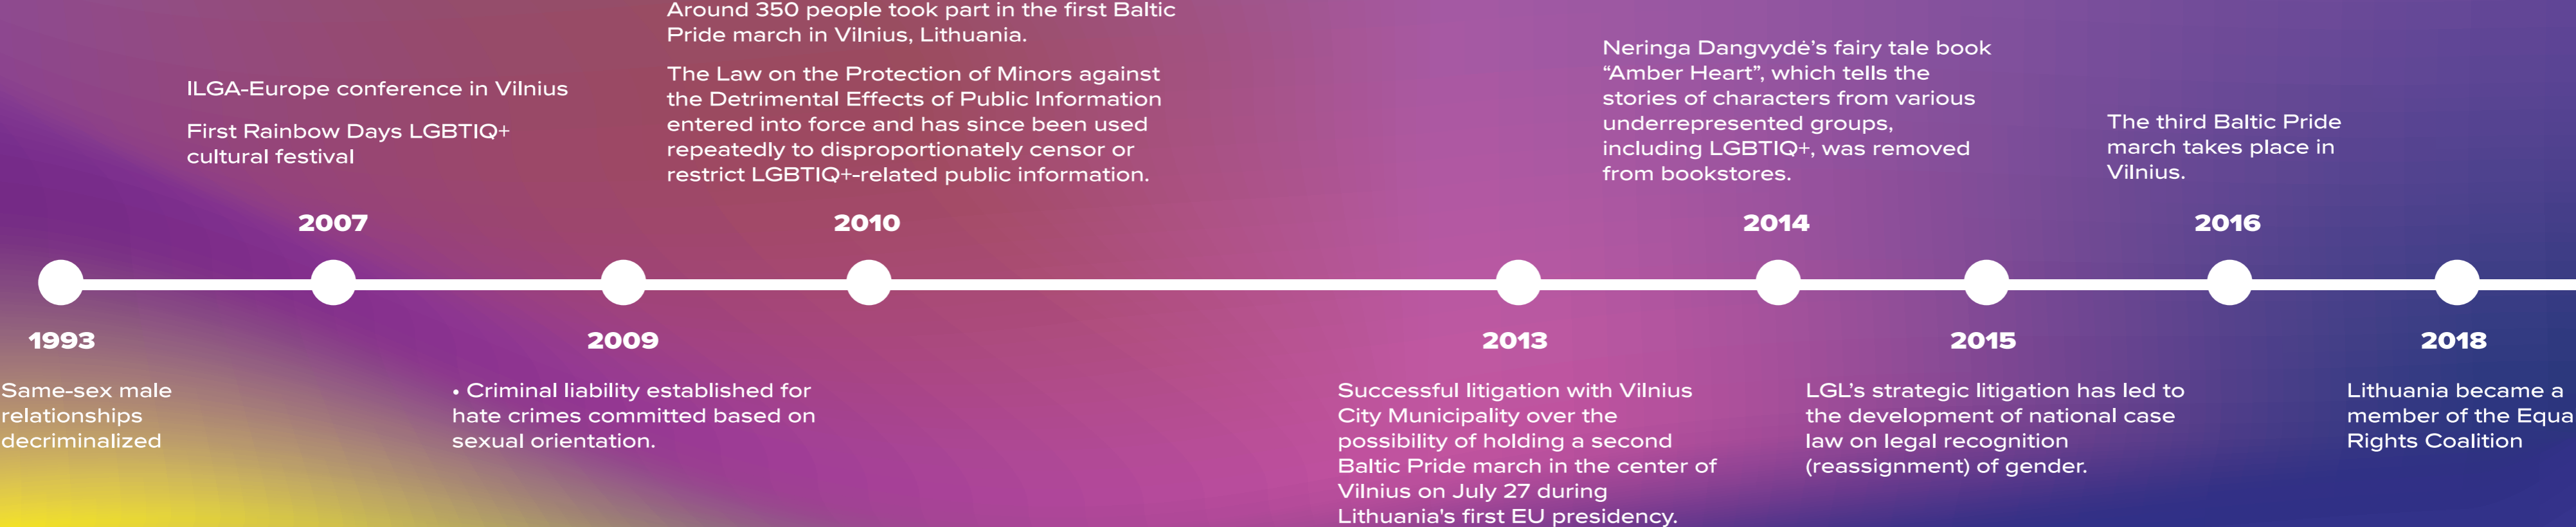 1993
Same-sex male
relationships
decriminalized
ILGA-Europe conference in Vilnius
First Rainbow Days LGBTIQ+
cultural festival
2007
2009
• Criminal liability established for
hate crimes committed based on
sexual orientation.
Around 350 people took part in the first Baltic
Pride march in Vilnius, Lithuania.
The Law on the Protection of Minors against
the Detrimental Effects of Public Information
entered into force and has since been used
repeatedly to disproportionately censor or
restrict LGBTIQ+-related public information.
2010
2013
Successful litigation with Vilnius
City Municipality over the
possibility of holding a second
Baltic Pride march in the center of
Vilnius on July 27 during
Lithuania's first EU presidency.
Neringa Dangvydė’s fairy tale book
“Amber Heart”, which tells the
stories of characters from various
underrepresented groups,
including LGBTIQ+, was removed
from bookstores.
2014
2015
LGL’s strategic litigation has led to
the development of national case
law on legal recognition
(reassignment) of gender.
The third Baltic Pride
march takes place in
Vilnius.
2016
2018
Lithuania became a
member of the Equa
Rights Coalition